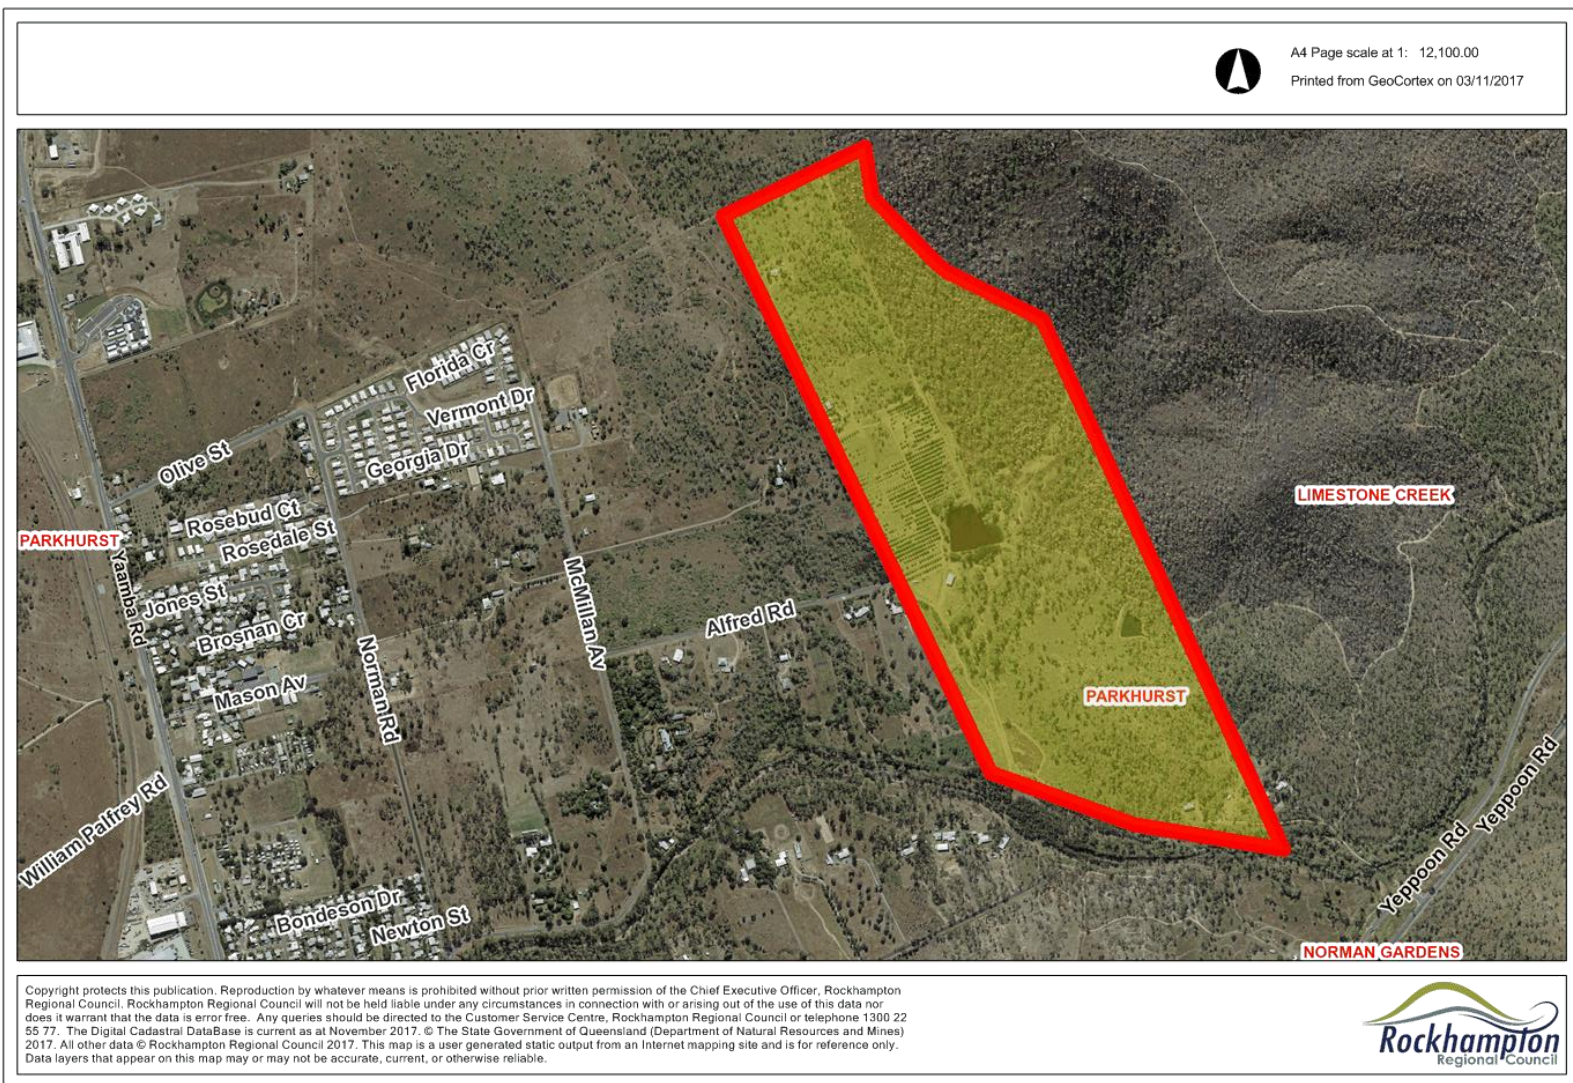 A4 Page scale at 1: 12,100.00
Printed from GeoCortex on 03/11/2017
Florida Cr
Vermont Dr
Olive St
Georgia Dr
LIMESTONE CREEK
Rosebud Ct
PARKHURST
Rosedale St
Yaamba Rd
Jones St
McMillan Av
Alfred Rd
Brosnan Cr
Norman Rd
Mason Av
PARKHURST
William Palfrey Rd
Yeppoon Rd
Yeppoon Rd
Bondeson Dr
Newton St
NORMAN GARDENS
Copyright protects this publication. Reproduction by whatever means is prohibited without prior written permission of the Chief Executive Officer, Rockhampton
Regional Council. Rockhampton Regional Council will not be held liable under any circumstances in connection with or arising out of the use of this data nor
does it warrant that the data is error free. Any queries should be directed to the Customer Service Centre, Rockhampton Regional Council or telephone 1300 22
55 77. The Digital Cadastral DataBase is current as at November 2017. © The State Government of Queensland (Department of Natural Resources and Mines)
2017. All other data © Rockhampton Regional Council 2017. This map is a user generated static output from an Internet mapping site and is for reference only.
Data layers that appear on this map may or may not be accurate, current, or otherwise reliable.
Rockhampton
Regional Council